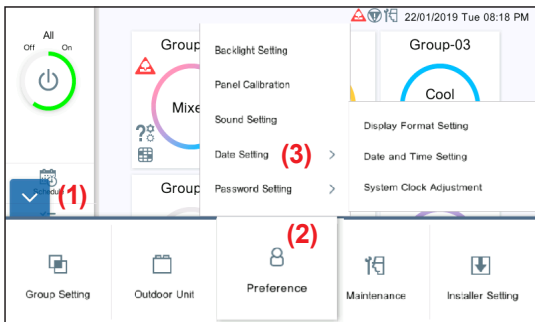 22/01/2019 Tue 08:18 PM
All
Off
On
Group
Mixe
Group
Backlight Setting
Panel Calibration
Sound Setting
Date Setting (3) >
Password Setting >
Group-03
Cool
Display Format Setting
Date and Time Setting
System Clock Adjustment
(1)
(2)
Group Setting
Outdoor Unit
Preference
Maintenance
Installer Setting